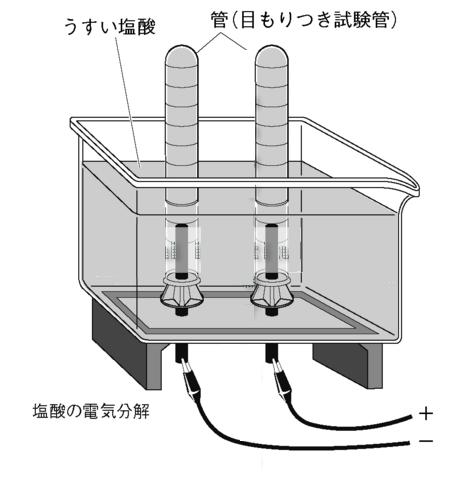 管(目もりつき試験管)
うすい塩酸
塩酸の電気分解
+
−